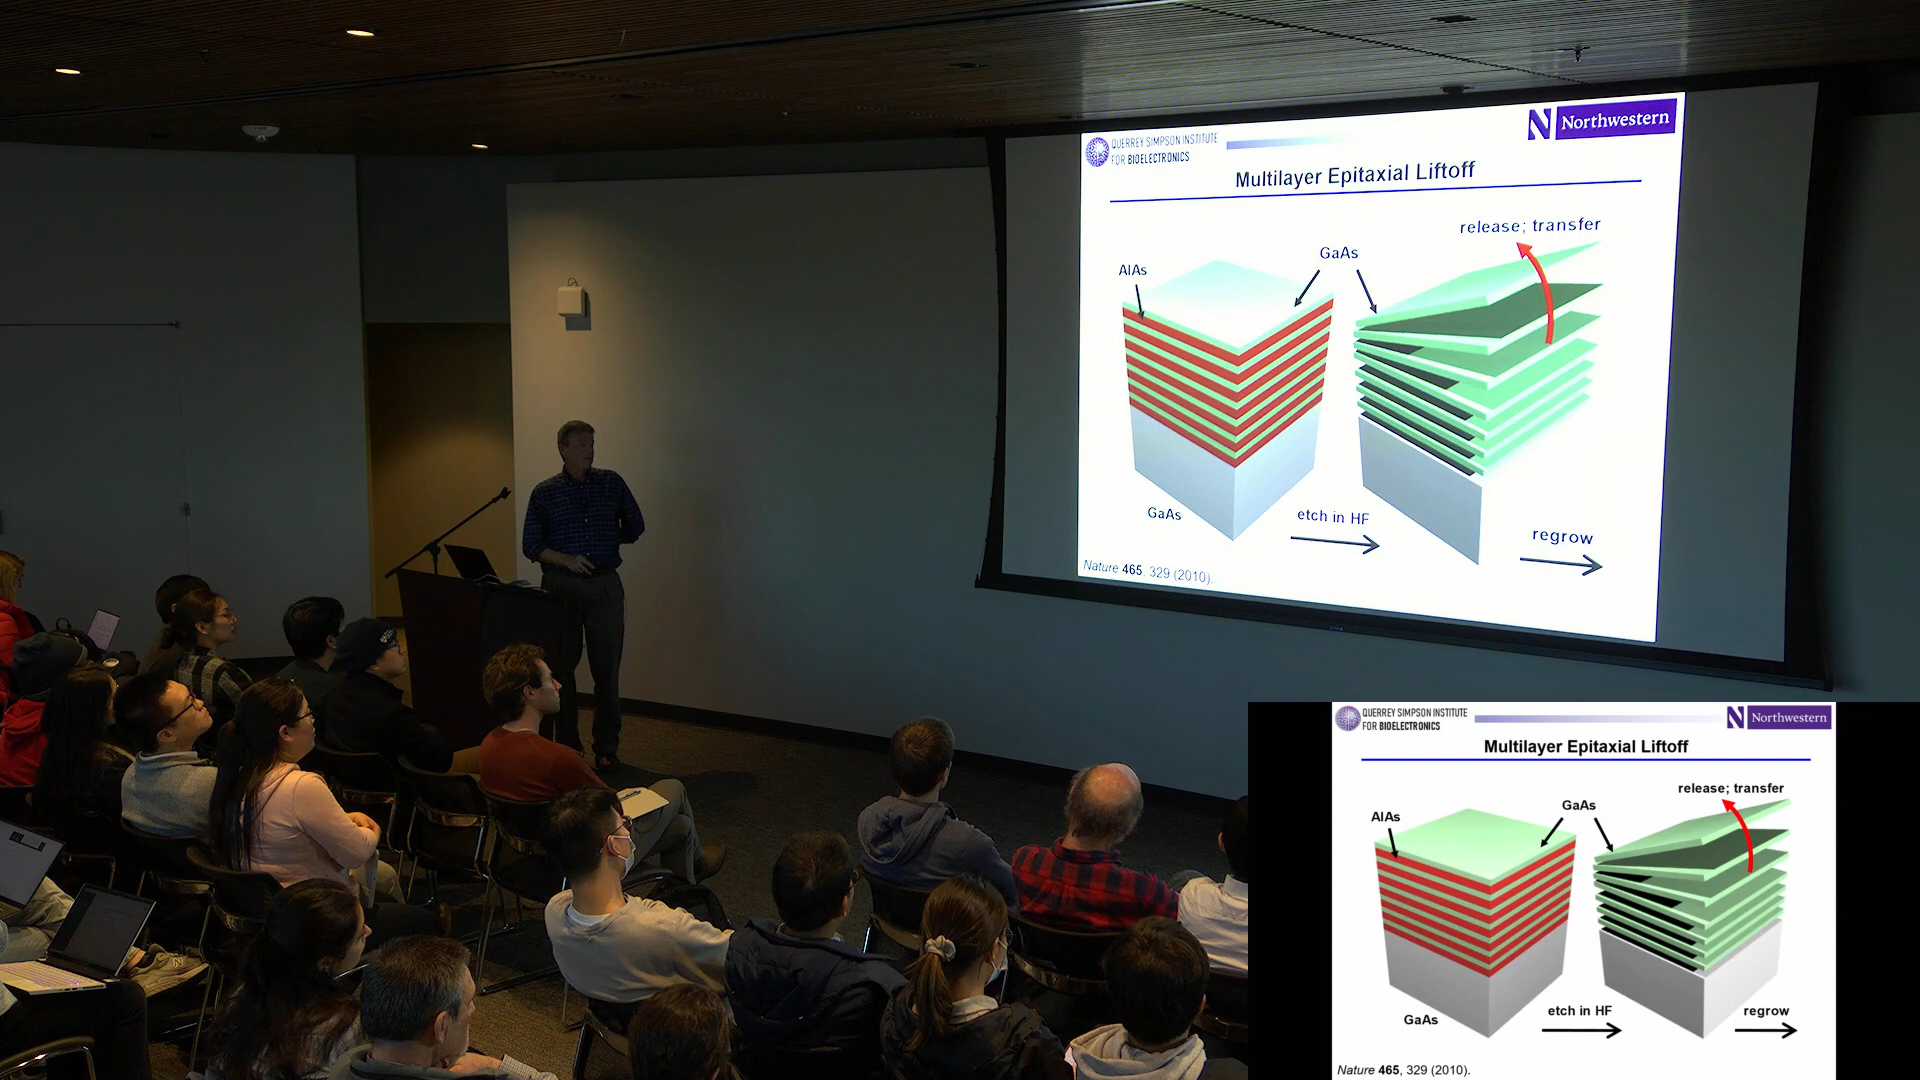 QUERREY SIMPSON INSTITUTE
FOR BIOELECTRONICS
Northwestern
Multilayer Epitaxial Liftoff
release; transfer
GaAs
AlAs
GaAs
etch in HF
regrow
Nature 465, 329 (2010).
QUERREY SIMPSON INSTITUTE
FOR BIOELECTRONICS
Northwestern
Multilayer Epitaxial Liftoff
release; transfer
GaAs
AlAs
GaAs
etch in HF
regrow
Nature 465, 329 (2010).